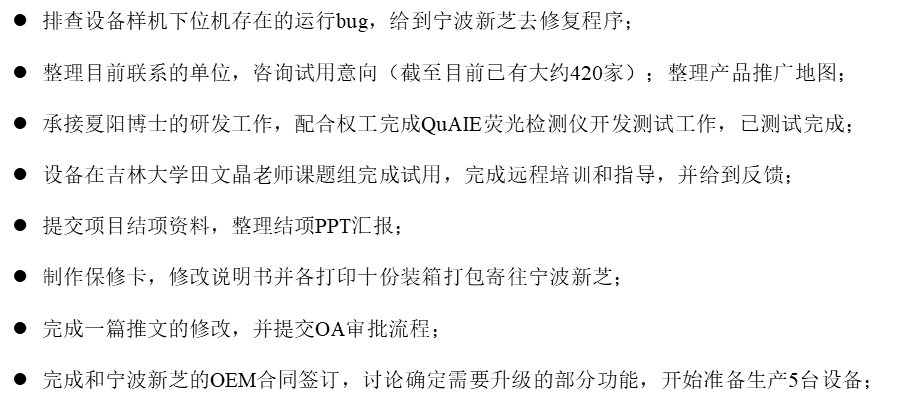 ● 排查设备样机下位机存在的运行bug，给到宁波新芝去修复程序；
● 整理目前联系的单位，咨询试用意向（截至目前已有大约420家）；整理产品推广地图；
● 承接夏阳博士的研发工作，配合权工完成QuAIE荧光检测仪开发测试工作，已测试完成；
● 设备在吉林大学田文晶老师课题组完成试用，完成远程培训和指导，并给到反馈；
● 提交项目结项资料，整理结项PPT汇报；
● 制作保修卡，修改说明书并各打印十份装箱打包寄往宁波新芝；
● 完成一篇推文的修改，并提交OA审批流程；
● 完成和宁波新芝的OEM合同签订，讨论确定需要升级的部分功能，开始准备生产5台设备；